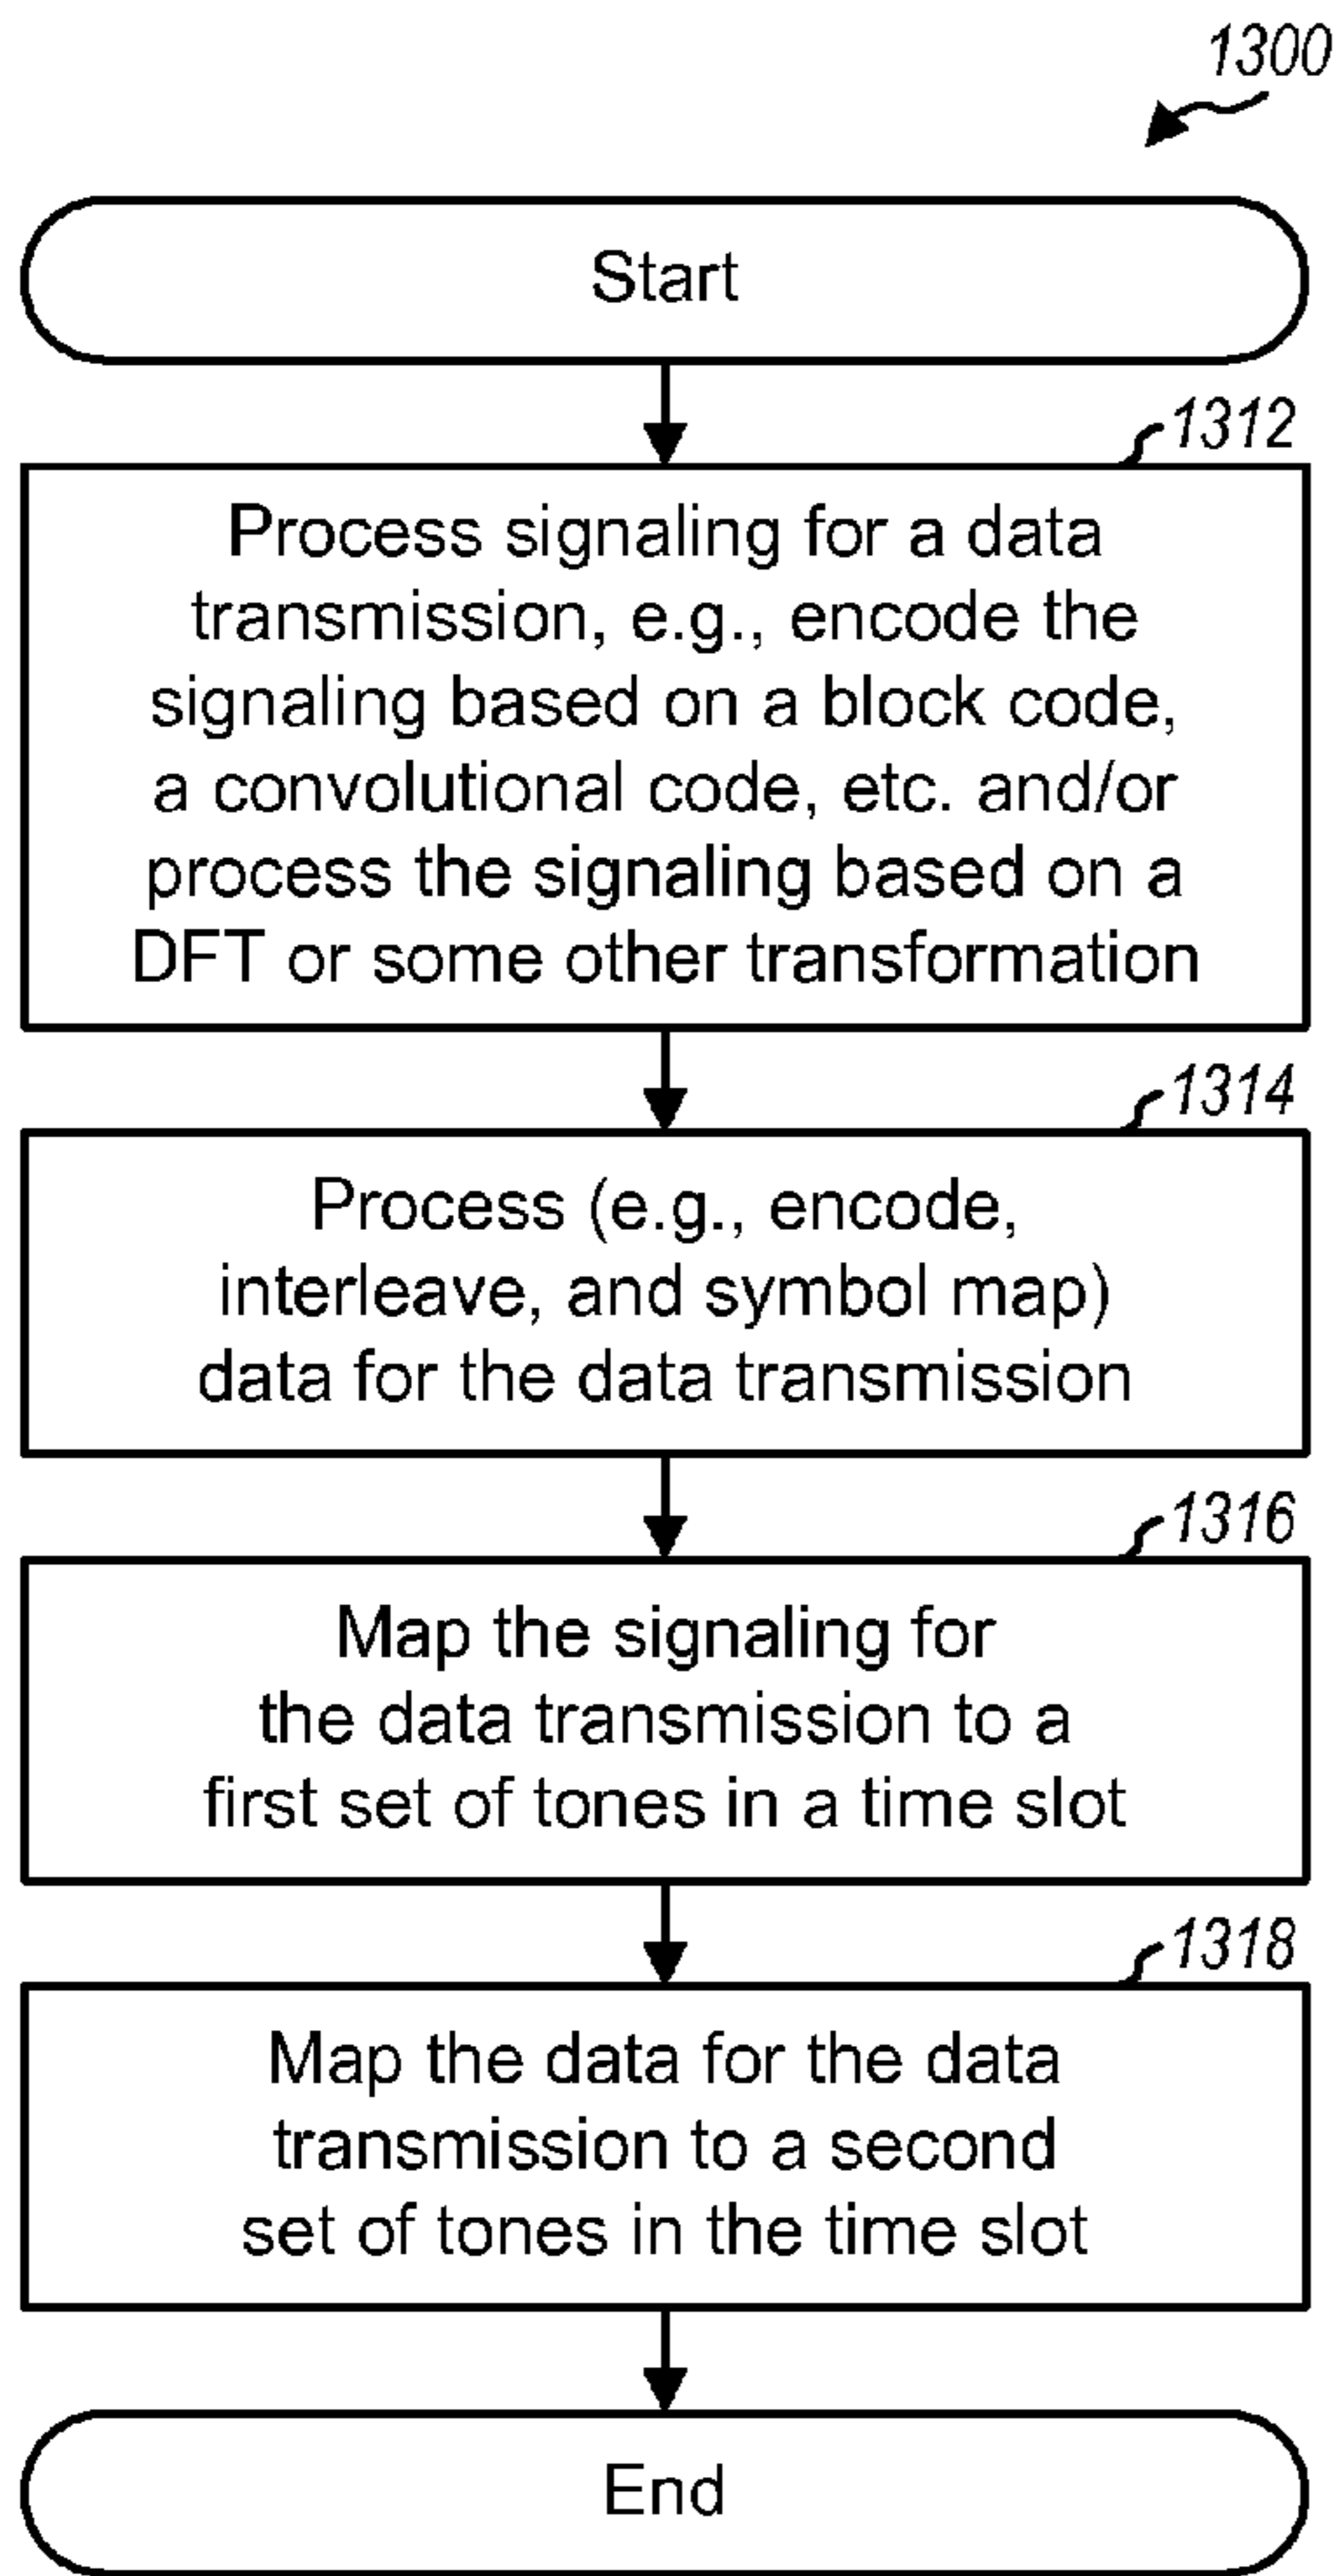 1300
Start
1312
Process signaling for a data
transmission, e.g., encode the
signaling based on a block code,
a convolutional code, etc. and/or
process the signaling based on a
DFT or some other transformation
1314
Process (e.g., encode,
interleave, and symbol map)
data for the data transmission
1316
Map the signaling for
the data transmission to a
first set of tones in a time slot
1318
Map the data for the data
transmission to a second
set of tones in the time slot
End